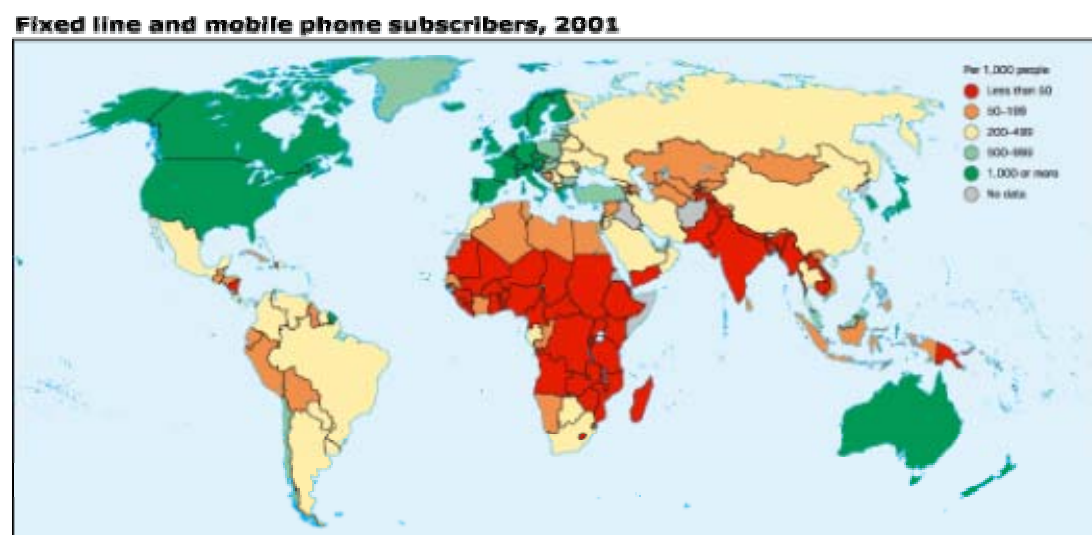 Fixed line and mobile phone subscribers, 2001
Per 1,000 people
Less than 50
50–199
200–499
500–999
1,000 or more
No data